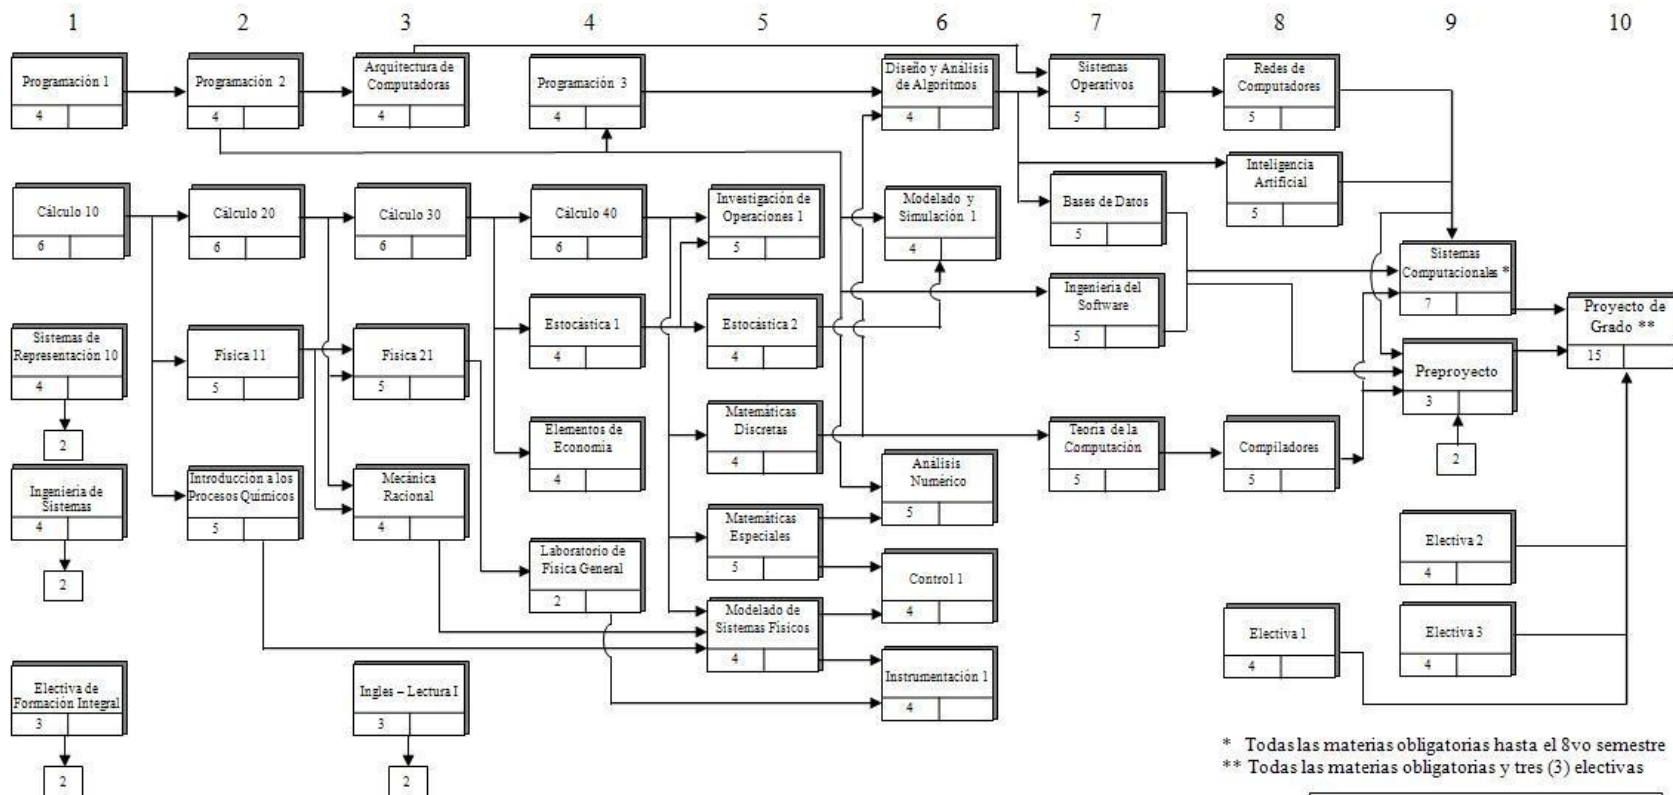 1 2 3 4 5 6 7 8 9 10
Programación 1
4
Programación 2
4
Arquitectura de
Computadoras
4
Programación 3
4
Diseño y Análisis
de Algoritmos
4
Sistemas
Operativos
5
Redes de
Computadores
5
Inteligencia
Artificial
5
Cálculo 10
6
Cálculo 20
6
Cálculo 30
6
Cálculo 40
6
Investigación de
Operaciones 1
5
Modelado y
Simulación 1
4
Bases de Datos
5
Sistemas
Computacionales *
7
Ingeniería del
Software
5
Proyecto de
Grado **
15
Sistemas de
Representación 10
4
2
Física 11
5
Física 21
5
Estocástica 1
4
Estocástica 2
4
Preproyecto
3
2
Elementos de
Economía
4
Matemáticas
Discretas
4
Teoría de la
Computación
5
Compiladores
5
Ingeniería de
Sistemas
4
2
Introducción a los
Procesos Químicos
5
Mecánica
Racional
4
Análisis
Numérico
5
Matemáticas
Especiales
5
Electiva 2
4
Laboratorio de
Física General
2
Control 1
4
Modelado de
Sistemas Físicos
4
Electiva 1
4
Electiva 3
4
Electiva de
Formación Integral
3
2
Ingles – Lectura I
3
2
Instrumentación 1
4
* Todas las materias obligatorias hasta el 8vo semestre
** Todas las materias obligatorias y tres (3) electivas